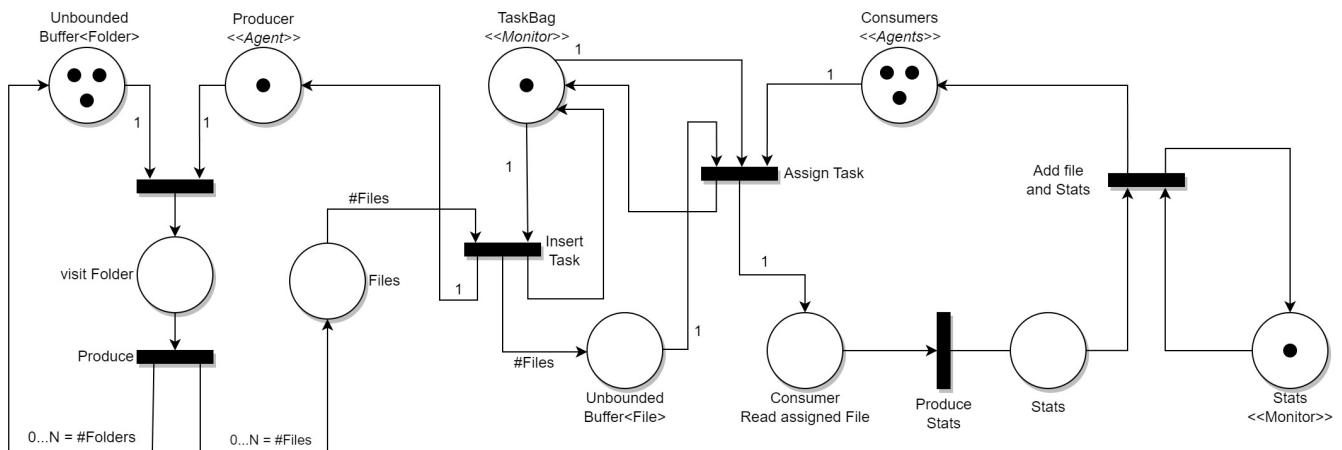 Unbounded
Buffer<Folder>
Producer
<<Agent>>
TaskBag
<<Monitor>>
Consumers
<<Agents>>
1
1
1
1
1
Assign Task
Add file
and Stats
#Files
1
Insert
Task
visit Folder
Files
1
1
#Files
1
Produce
Unbounded
Buffer<File>
Consumer
Read assigned File
Produce
Stats
Stats
Stats
<<Monitor>>
0...N = #Folders
0...N = #Files